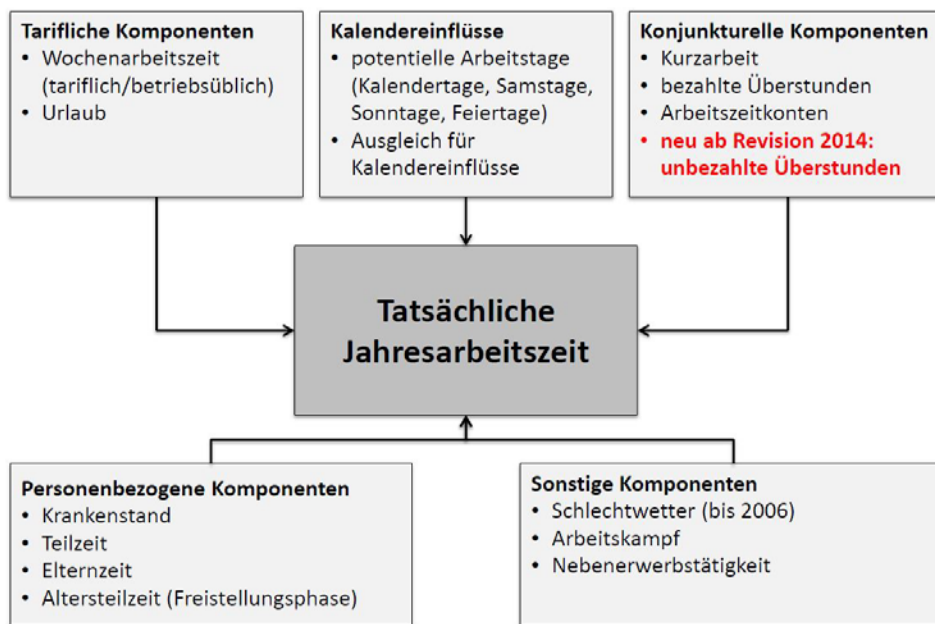 Tarifliche Komponenten
• Wochenarbeitszeit
(tariflich/betriebsüblich)
• Urlaub
Kalendereinflüsse
• potentielle Arbeitstage
(Kalendertage, Samstage,
Sonntage, Feiertage)
• Ausgleich für
Kalendereinflüsse
Konjunkturelle Komponenten
• Kurzarbeit
• bezahlte Überstunden
• Arbeitszeitkonten
• neu ab Revision 2014:
unbezahlte Überstunden
Tatsächliche
Jahresarbeitszeit
Personenbezogene Komponenten
• Krankenstand
• Teilzeit
• Elternzeit
• Altersteilzeit (Freistellungsphase)
Sonstige Komponenten
• Schlechtwetter (bis 2006)
• Arbeitskampf
• Nebenerwerbstätigkeit